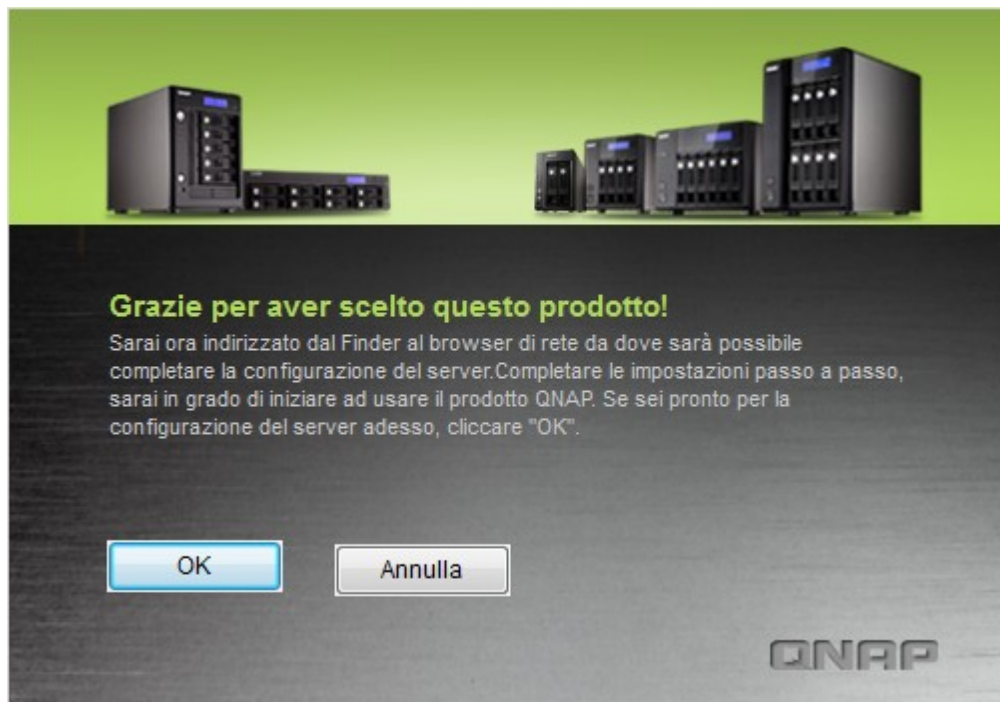 Grazie per aver scelto questo prodotto!
Sarai ora indirizzato dal Finder al browser di rete da dove sarà possibile
completare la configurazione del server.Completare le impostazioni passo a passo,
sarai in grado di iniziare ad usare il prodotto QNAP. Se sei pronto per la
configurazione del server adesso, cliccare "OK".
OK
Annulla
QNAP